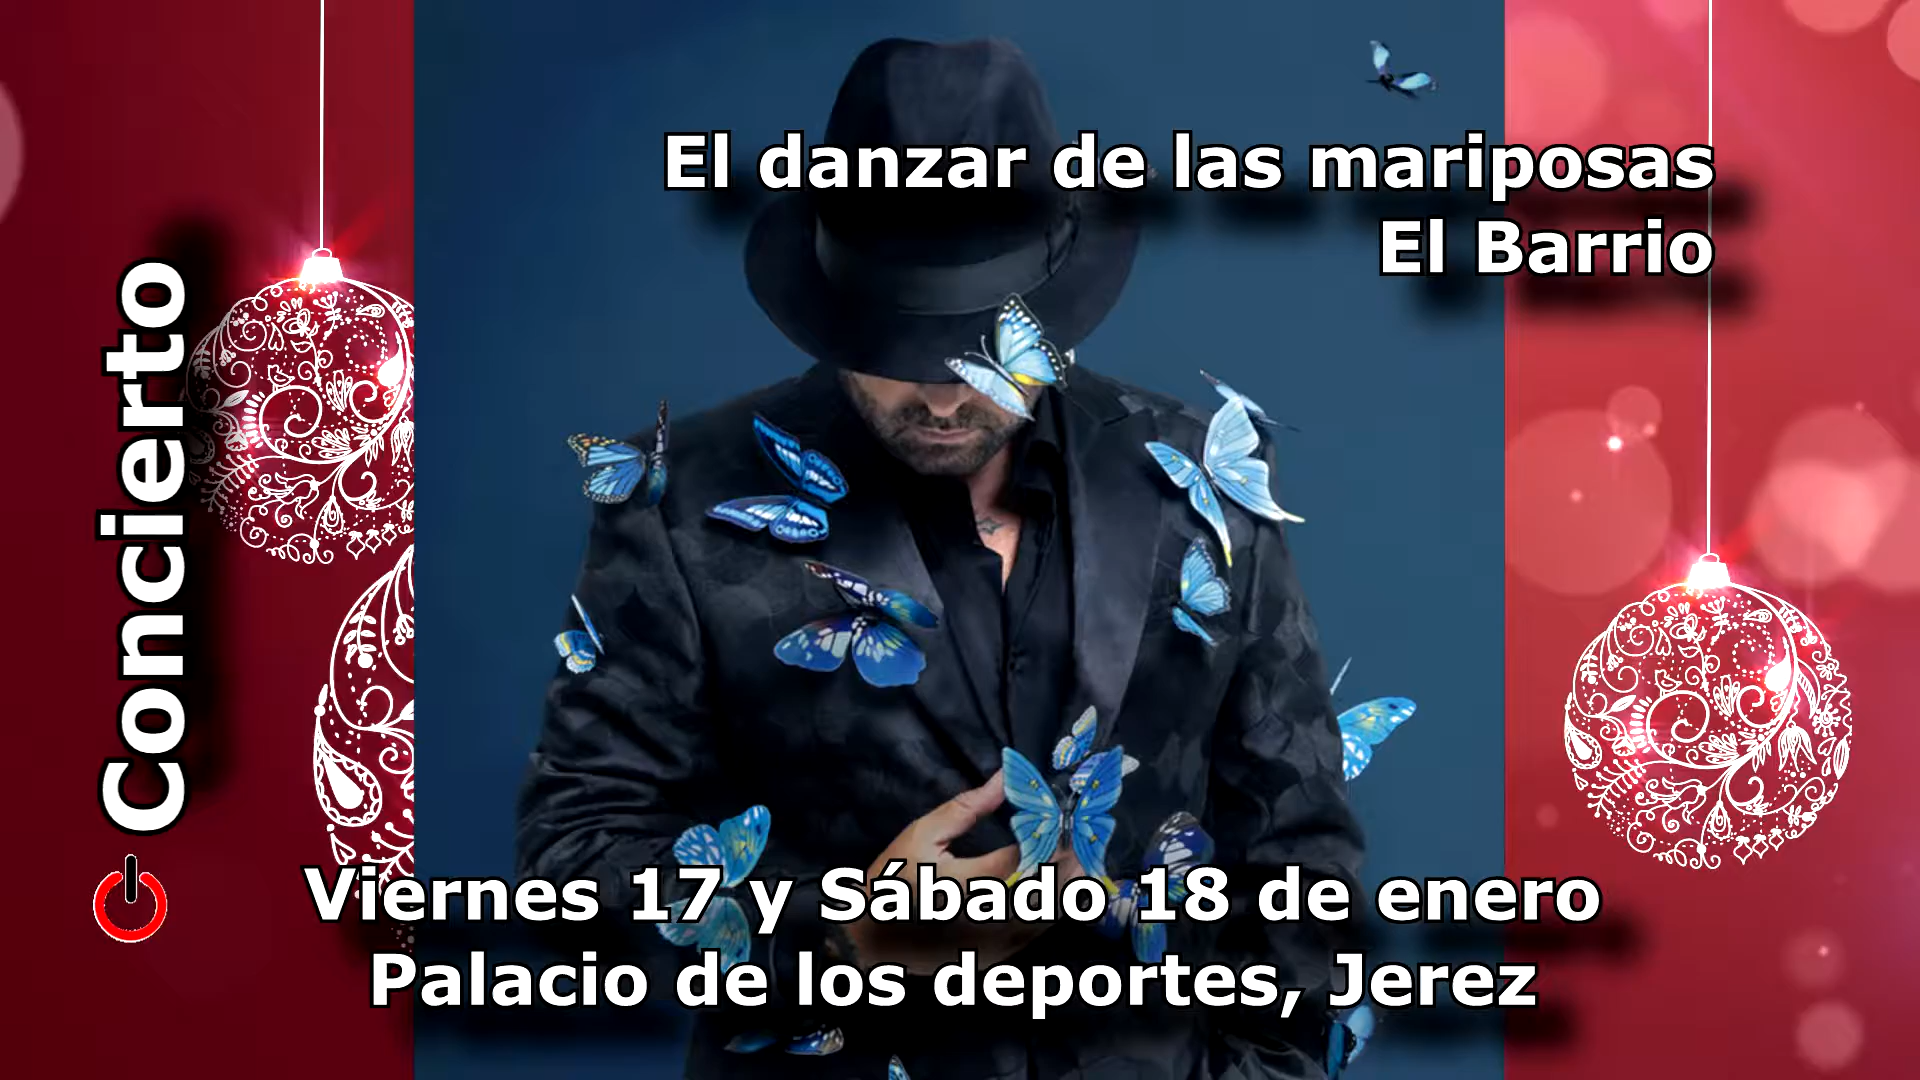 El danzar de las mariposas
El Barrio
Concierto
Viernes 17 y Sábado 18 de enero
Palacio de los deportes, Jerez